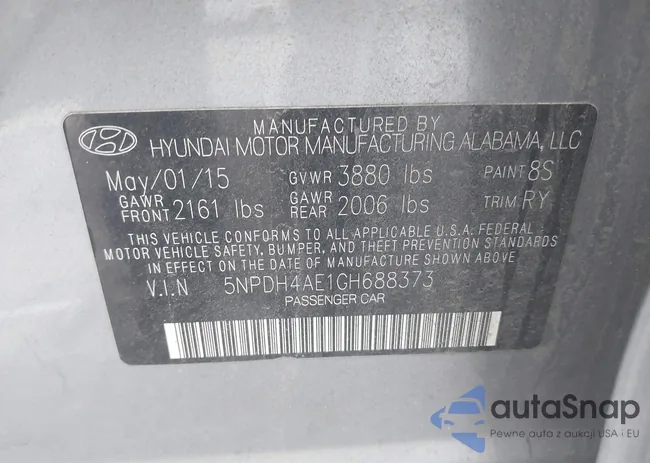 MANUFACTURED BY
HYUNDAI MOTOR MANUFACTURING ALABAMA, LLC
May/01/15 GVWR 3880 lbs PAINT 8S
GAWR FRONT 2161 lbs GAWR REAR 2006 lbs TRIM RY
THIS VEHICLE CONFORMS TO ALL APPLICABLE U.S.A. FEDERAL
MOTOR VEHICLE SAFETY, BUMPER, AND THEFT PREVENTION STANDARDS
IN EFFECT ON THE DATE OF MANUFACTURE SHOWN ABOVE.
V.I.N 5NPDH4AE1GH688373
PASSENGER CAR
autoSnap
Pewne auto z aukcji USA i EU